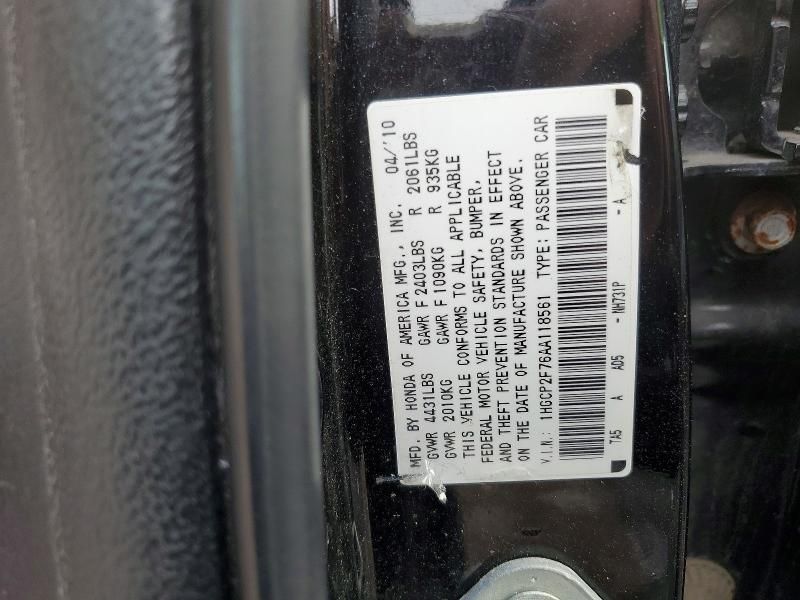 MFD. BY HONDA OF AMERICA MFG., INC. 04/'10
GVWR 4431LBS GAWR F 2403LBS R 2061LBS
GVWR 2010KG GAWR F 1090KG R 935KG
THIS VEHICLE CONFORMS TO ALL APPLICABLE
FEDERAL MOTOR VEHICLE SAFETY, BUMPER,
AND THEFT PREVENTION STANDARDS IN EFFECT
ON THE DATE OF MANUFACTURE SHOWN ABOVE.
V.I.N.: 1HGCP2F76AA118561 TYPE: PASSENGER CAR
7A5 A AD5 - NH731P - A